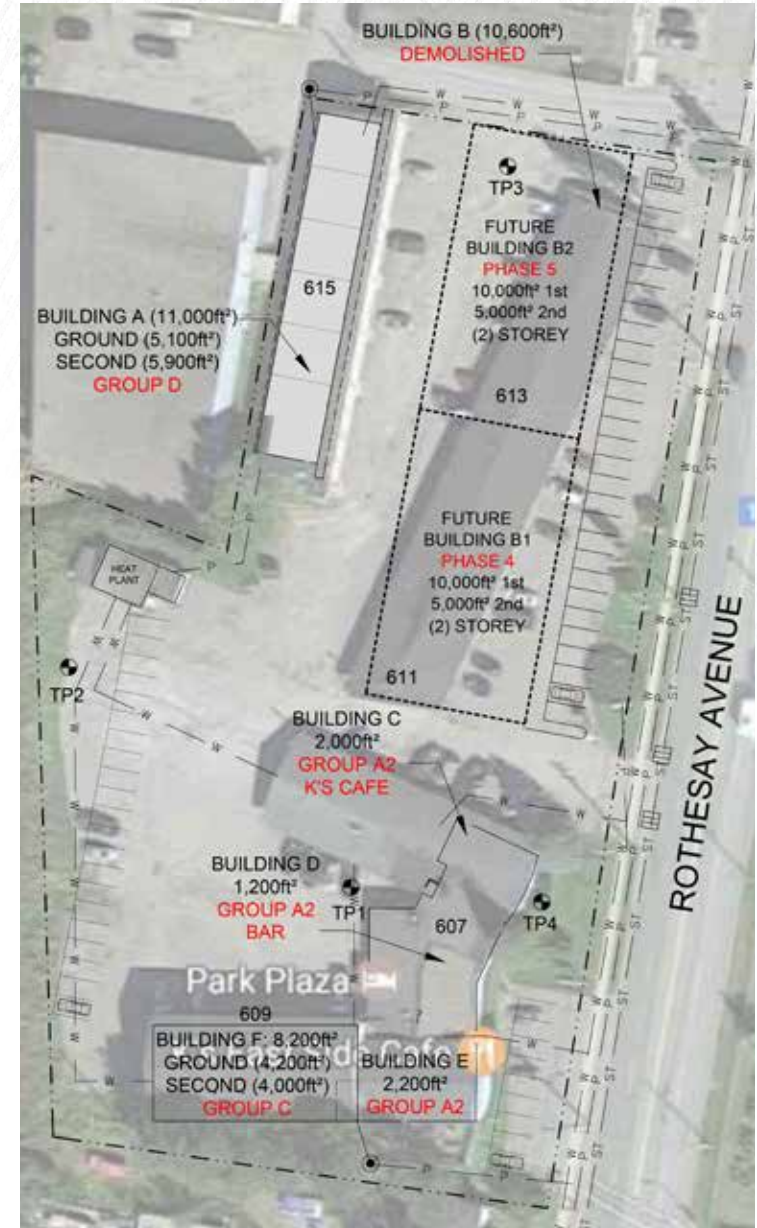 BUILDING B (10,600ft²)
DEMOLISHED
TP3
FUTURE
BUILDING B2
PHASE 5
10,000ft² 1st
5,000ft² 2nd
(2) STOREY
613
615
BUILDING A (11,000ft²)
GROUND (5,100ft²)
SECOND (5,900ft²)
GROUP D
FUTURE
BUILDING B1
PHASE 4
10,000ft² 1st
5,000ft² 2nd
(2) STOREY
611
HEAT
PLANT
TP2
ROTHESAY AVENUE
BUILDING C
2,000ft²
GROUP A2
K'S CAFE
BUILDING D
1,200ft²
GROUP A2
BAR
TP1
607
TP4
Park Plaza
609
BUILDING F: 8,200ft²
GROUND (4,200ft²)
SECOND (4,000ft²)
GROUP C
BUILDING E
2,200ft²
GROUP A2